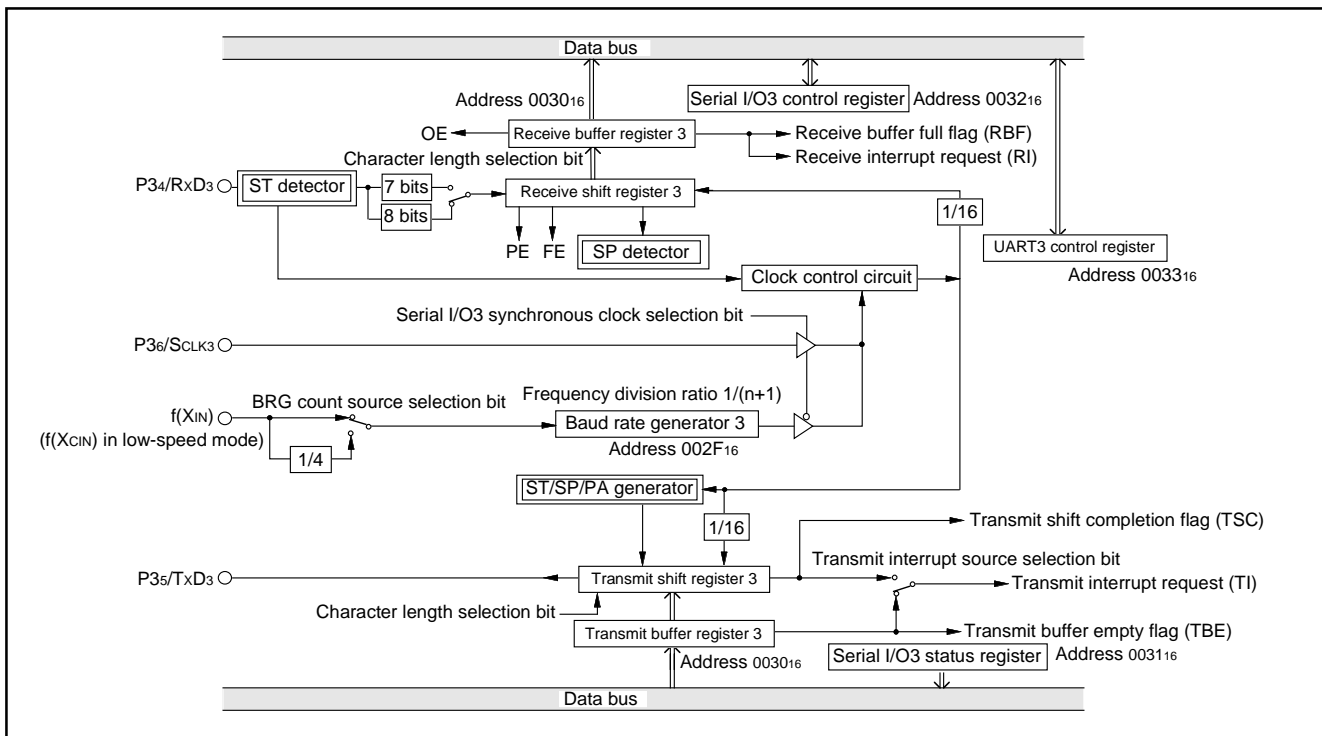 Data bus
Address 003016
Serial I/O3 control register Address 003216
OE Receive buffer register 3 Receive buffer full flag (RBF)
Receive interrupt request (RI)
Character length selection bit
P34/RXD3 ST detector 7 bits Receive shift register 3
8 bits
1/16
PE FE SP detector
UART3 control register
Address 003316
Clock control circuit
Serial I/O3 synchronous clock selection bit
P36/SCLK3
BRG count source selection bit Frequency division ratio 1/(n+1)
f(XIN) Baud rate generator 3
(f(XCIN) in low-speed mode) Address 002F16
1/4
ST/SP/PA generator
1/16 Transmit shift completion flag (TSC)
Transmit interrupt source selection bit
P35/TXD3 Transmit shift register 3 Transmit interrupt request (TI)
Character length selection bit
Transmit buffer register 3 Transmit buffer empty flag (TBE)
Address 003016 Serial I/O3 status register Address 003116
Data bus